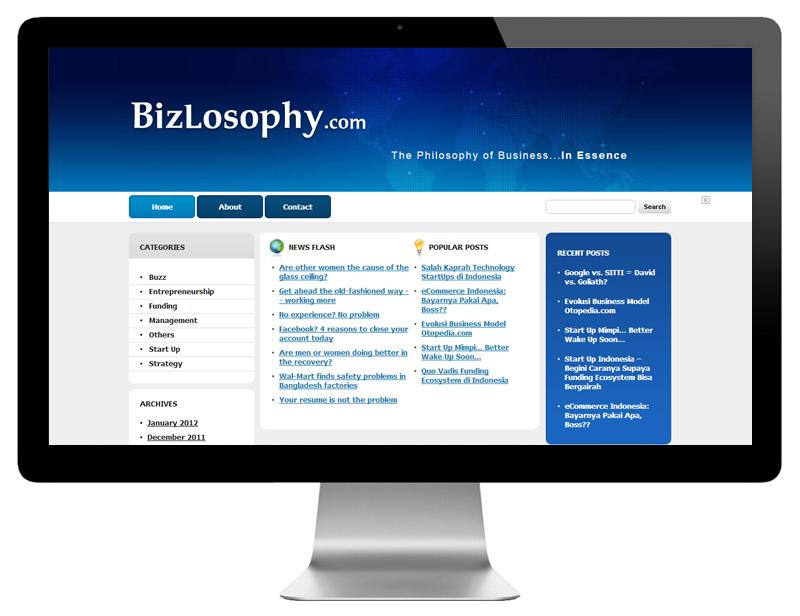 BizLosophy.com
The Philosophy of Business...In Essence
Home
About
Contact
Search
CATEGORIES
Buzz
Entrepreneurship
Funding
Management
Others
Start Up
Strategy
ARCHIVES
January 2012
December 2011
NEWS FLASH
Are other women the cause of the
glass ceiling?
Get ahead the old-fashioned way -
- working more
No experience? No problem
Facebook? 4 reasons to close your
account today
Are men or women doing better in
the recovery?
Wal-Mart finds safety problems in
Bangladesh factories
Your resume is not the problem
POPULAR POSTS
Salah Kaprah Technology
StartUps di Indonesia
eCommerce Indonesia:
Bayarnya Pakai Apa,
Boss??
Evolusi Business Model
Otopedia.com
Start Up Mimpi... Better
Wake Up Soon...
Quo Vadis Funding
Ecosystem di Indonesia
RECENT POSTS
Google vs. SITTI = David
vs. Goliath?
Evolusi Business Model
Otopedia.com
Start Up Mimpi... Better
Wake Up Soon...
Start Up Indonesia –
Begini Caranya Supaya
Funding Ecosystem Bisa
Bergairah
eCommerce Indonesia:
Bayarnya Pakai Apa,
Boss??